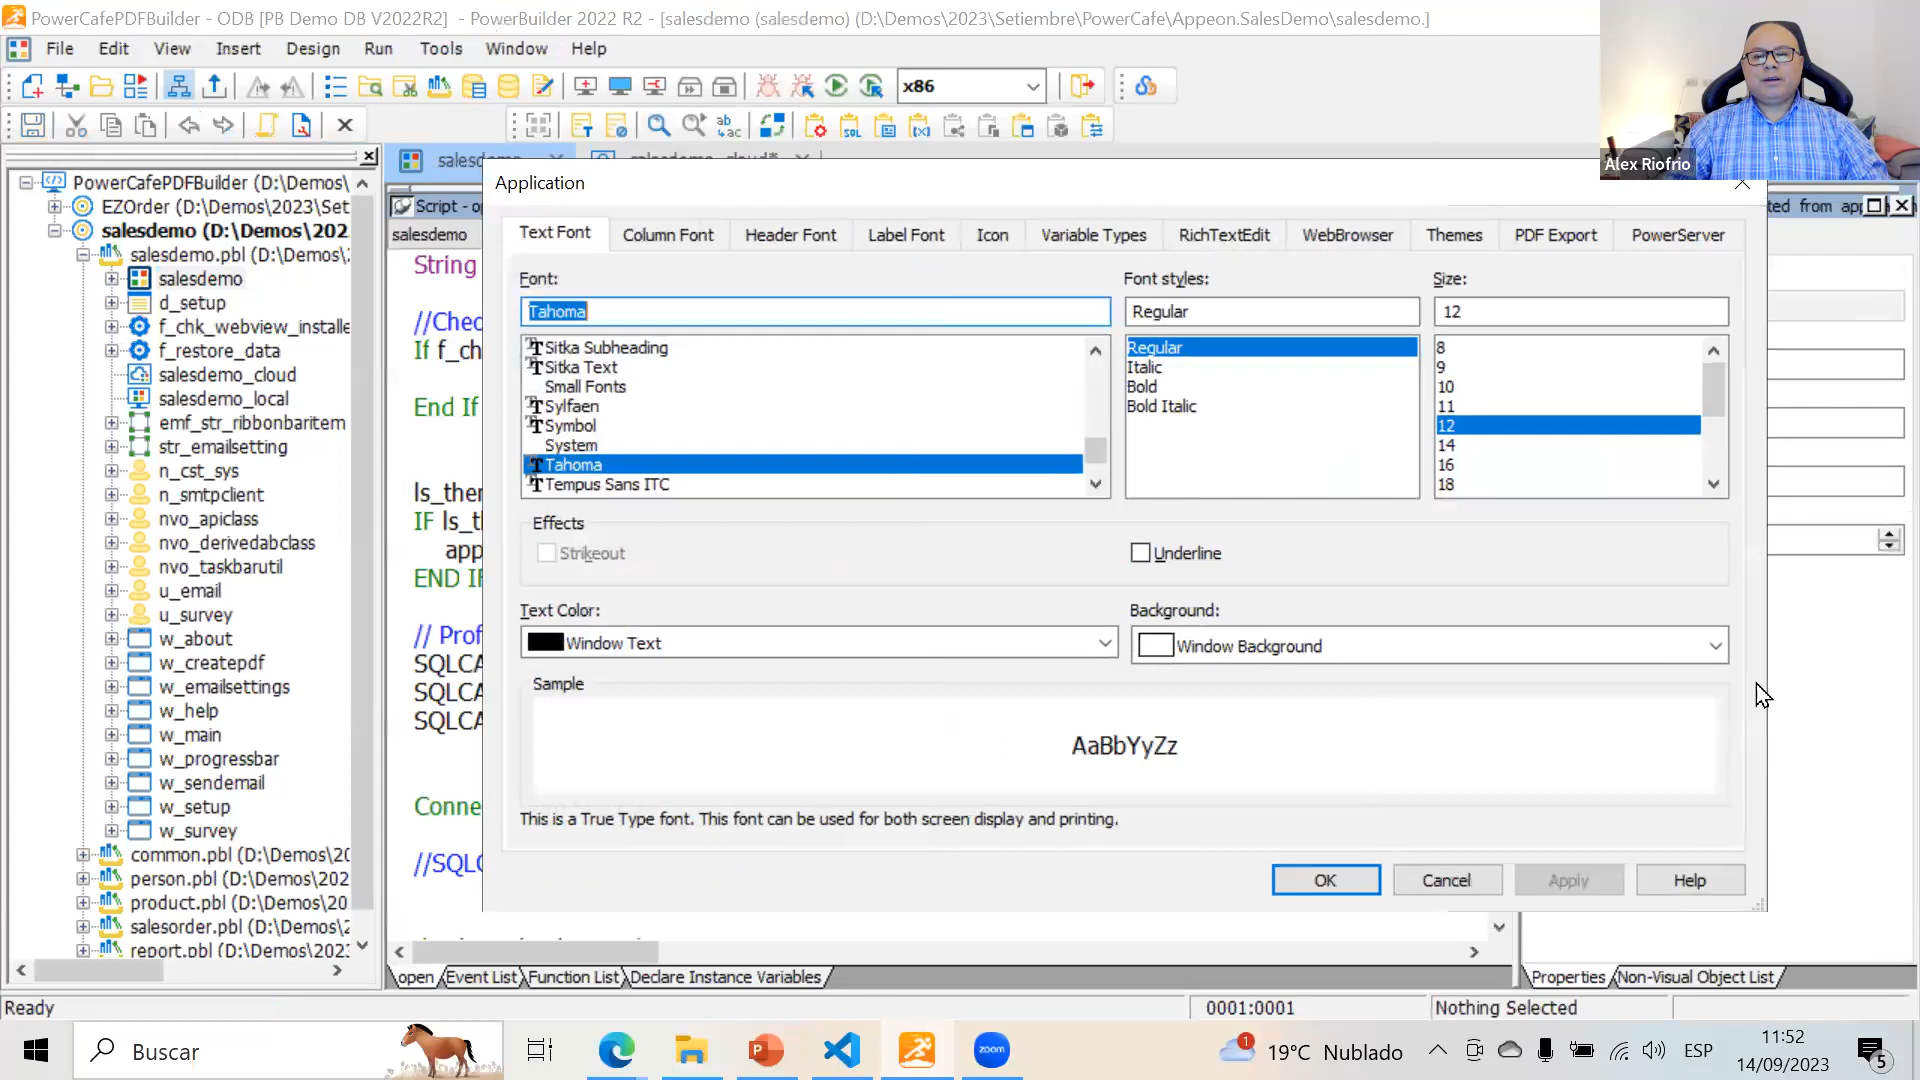 PowerCafePDFBuilder - ODB [PB Demo DB V2022R2] - PowerBuilder 2022 R2 - [salesdemo (salesdemo) (D:\Demos\2023\Setiembre\PowerCafe\Appeon.SalesDemo\salesdemo.]
File Edit View Insert Design Run Tools Window Help
x86
Alex Riofrio
PowerCafePDFBuilder (D:\Demos\
EZOrder (D:\Demos\2023\Set
salesdemo (D:\Demos\202
salesdemo.pbl (D:\Demos\
salesdemo
d_setup
f_chk_webview_installe
f_restore_data
salesdemo_cloud
salesdemo_local
emf_str_ribbonbaritem
str_emailsetting
n_cst_sys
n_smtpclient
nvo_apiclass
nvo_derivedabclass
nvo_taskbarutil
u_email
u_survey
w_about
w_createpdf
w_emailsettings
w_help
w_main
w_progressbar
w_sendemail
w_setup
w_survey
common.pbl (D:\Demos\20
person.pbl (D:\Demos\202
product.pbl (D:\Demos\20
salesorder.pbl (D:\Demos\2
report.pbl (D:\Demos\2023
Script - o
salesdemo
String
//Chec
If f_ch
End If
ls_ther
IF ls_t
app
END IF
// Prof
SQLCA
SQLCA
SQLCA
Conne
//SQLC
Application
Text Font Column Font Header Font Label Font Icon Variable Types RichTextEdit WebBrowser Themes PDF Export PowerServer
Font: Font styles: Size:
Tahoma Regular 12
Sitka Subheading
Sitka Text
Small Fonts
Sylfaen
Symbol
System
Tahoma
Tempus Sans ITC
Regular
Italic
Bold
Bold Italic
8
9
10
11
12
14
16
18
Effects
Strikeout Underline
Text Color: Background:
Window Text Window Background
Sample
AaBbYyZz
This is a True Type font. This font can be used for both screen display and printing.
OK Cancel Apply Help
open Event List Function List Declare Instance Variables
Properties Non-Visual Object List
Ready 0001:0001 Nothing Selected
Buscar
zoom
1
19°C Nublado
ESP
11:52
14/09/2023
5